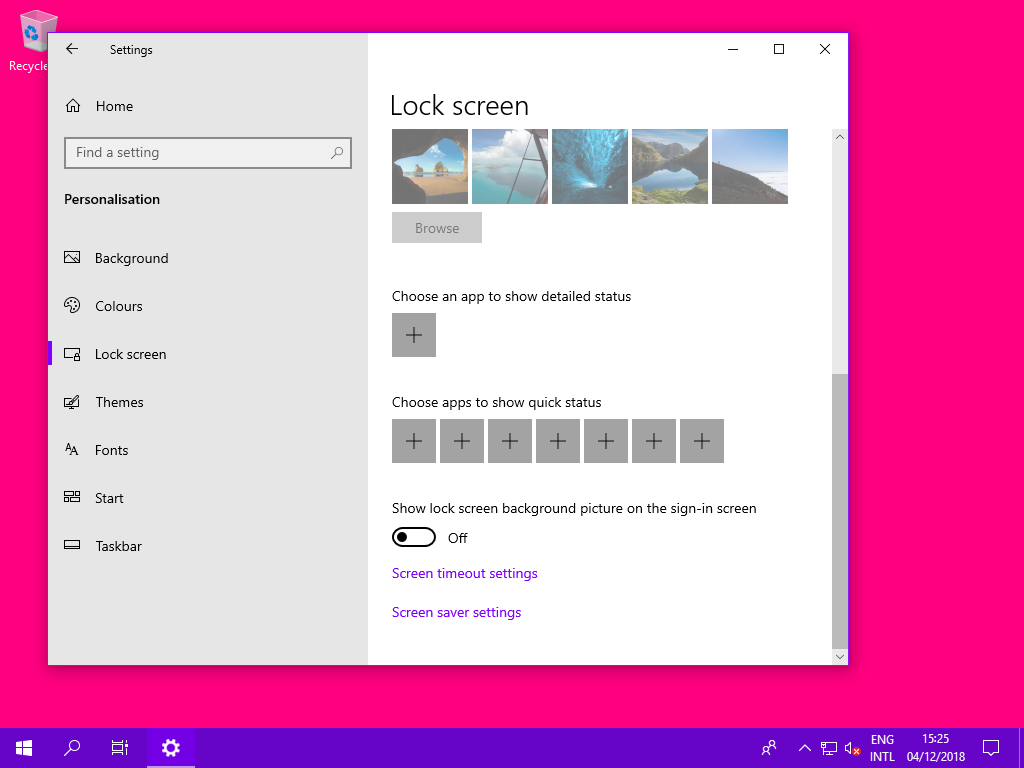 Recycle
Settings
Home
Find a setting
Personalisation
Background
Colours
Lock screen
Themes
Fonts
Start
Taskbar
Lock screen
Browse
Choose an app to show detailed status
Choose apps to show quick status
Show lock screen background picture on the sign-in screen
Off
Screen timeout settings
Screen saver settings
ENG
INTL
15:25
04/12/2018